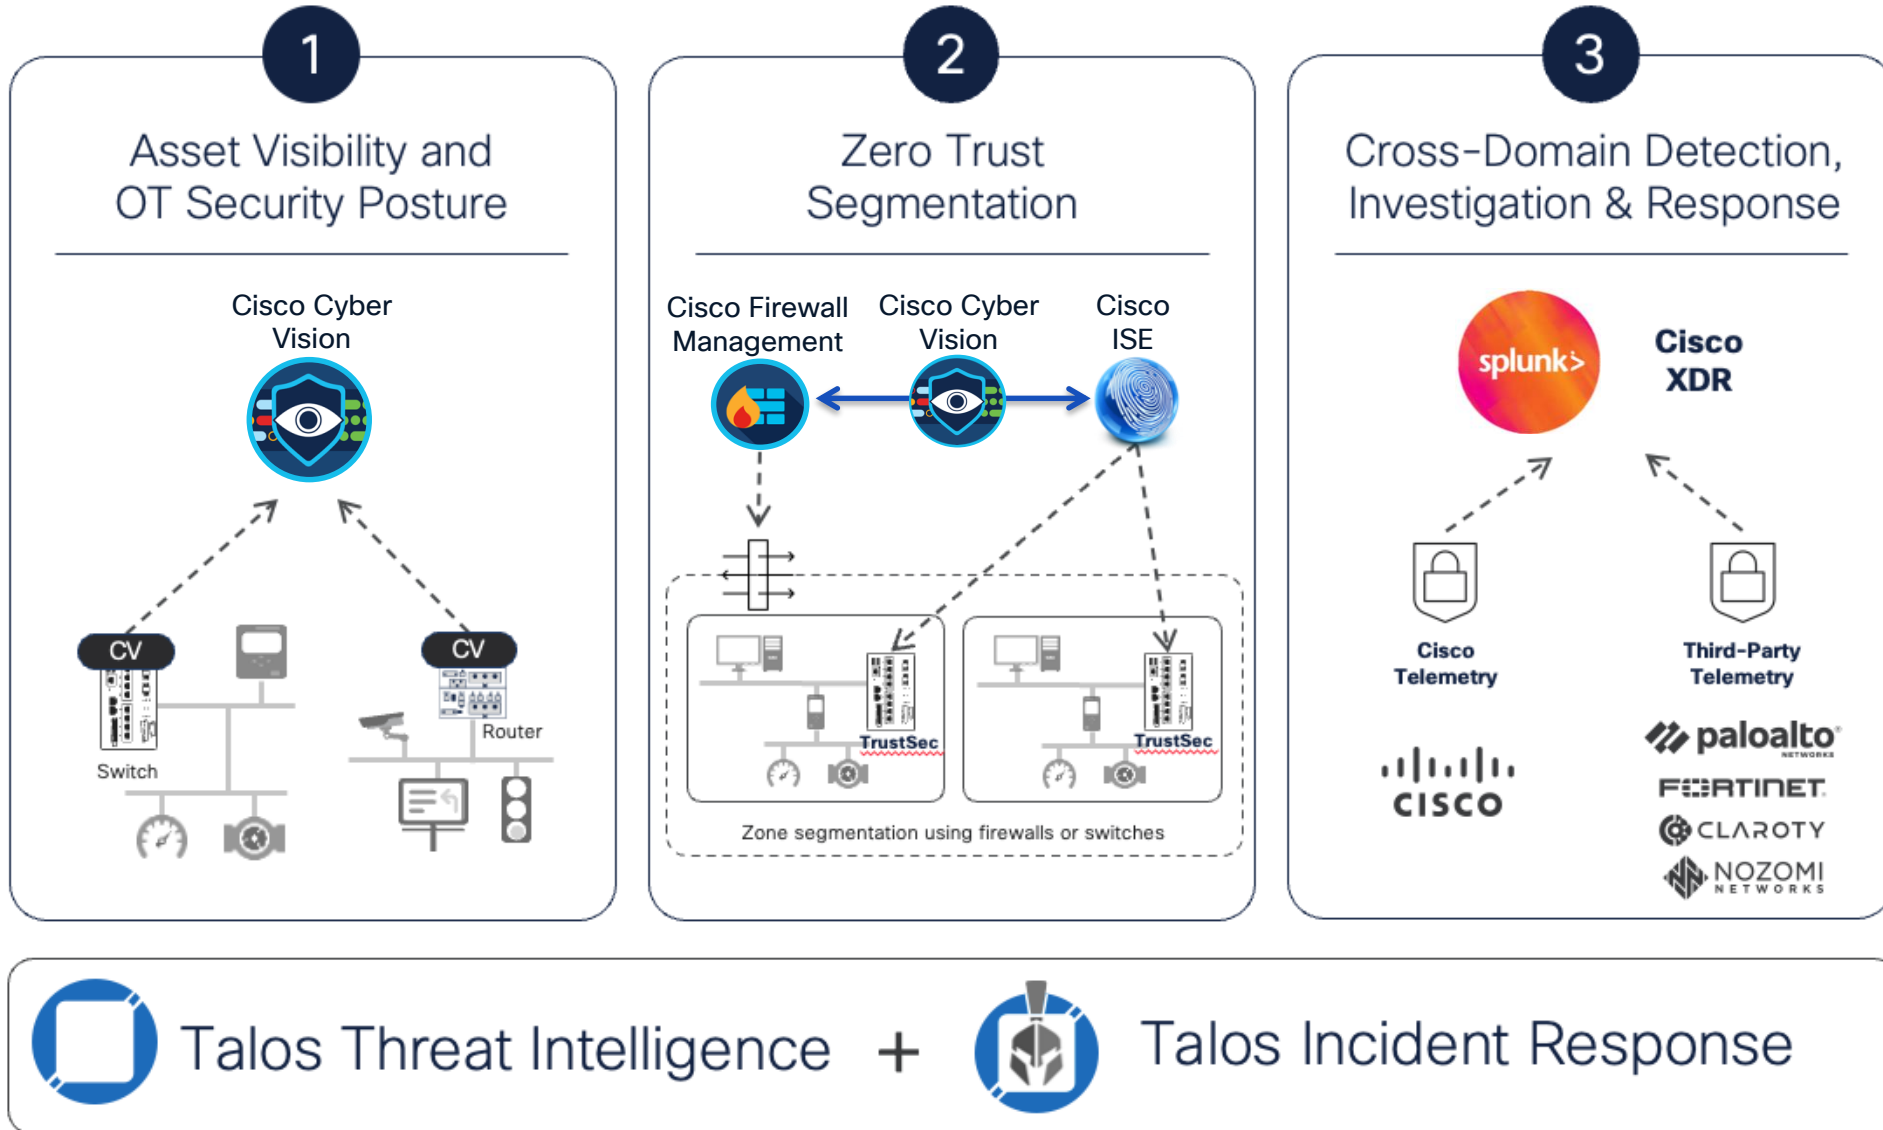 1
Asset Visibility and
OT Security Posture
Cisco Cyber
Vision
CV
CV
Router
Switch
2
Zero Trust
Segmentation
Cisco Firewall
Management
Cisco Cyber
Vision
Cisco
ISE
TrustSec
TrustSec
Zone segmentation using firewalls or switches
3
Cross-Domain Detection,
Investigation & Response
splunk>
Cisco
XDR
Cisco
Telemetry
Third-Party
Telemetry
CISCO
paloalto
NETWORKS
FORTINET
CLAROTY
NOZOMI
NETWORKS
Talos Threat Intelligence + Talos Incident Response